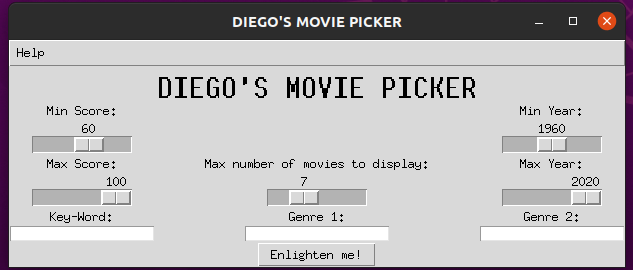 DIEGO'S MOVIE PICKER
Help
DIEGO'S MOVIE PICKER
Min Score: Min Year:
60 1960
Max Score: Max number of movies to display: Max Year:
100 7 2020
Key-Word: Genre 1: Genre 2:
Enlighten me!